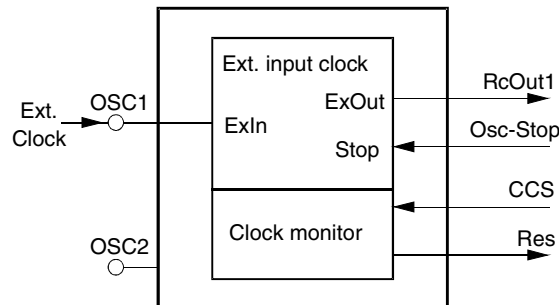 Ext.
Clock
OSC1
OSC2
Ext. input clock
ExOut
ExIn
Stop
Clock monitor
RcOut1
Osc-Stop
CCS
Res